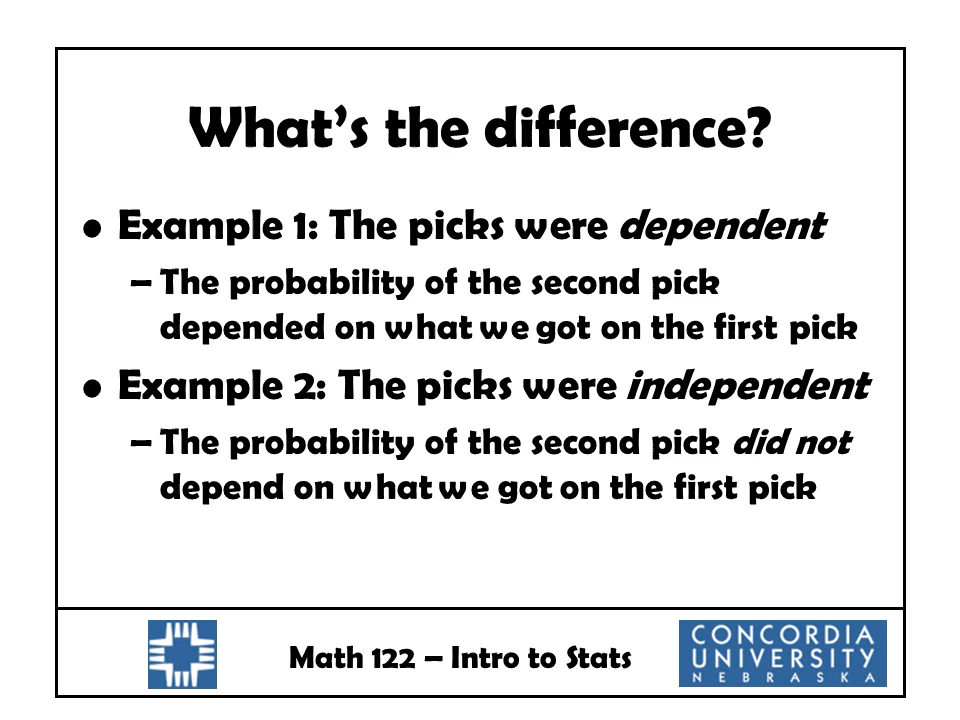 What’s the difference?
• Example 1: The picks were dependent
– The probability of the second pick
depended on what we got on the first pick
• Example 2: The picks were independent
– The probability of the second pick did not
depend on what we got on the first pick
Math 122 – Intro to Stats
CONCORDIA
UNIVERSITY
NEBRASKA